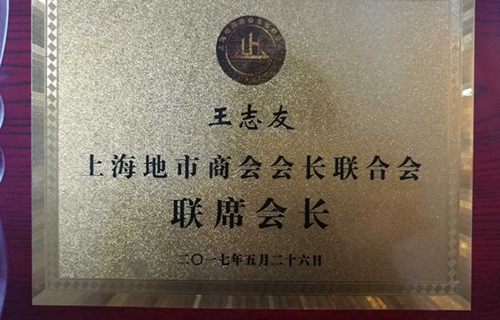 王志友
上海地市商会会长联合会
联席会长
二〇一七年五月二十六日